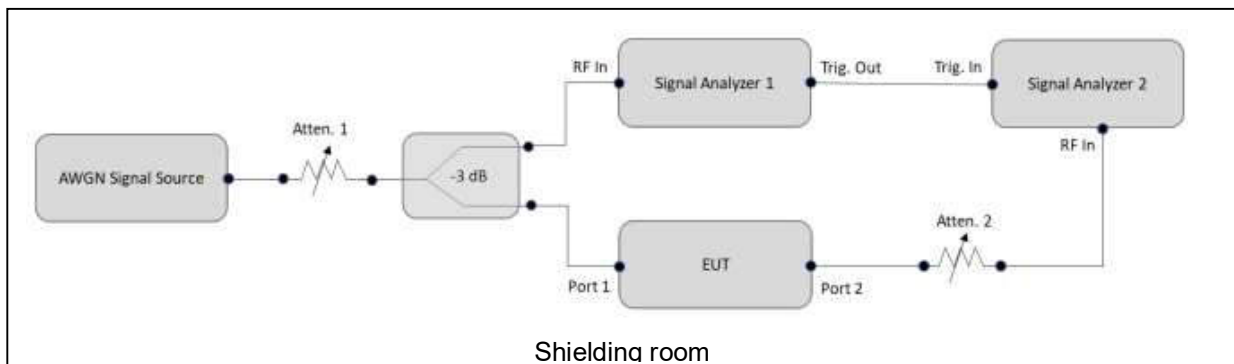 RF In
Signal Analyzer 1
Trig. Out
Trig. In
Signal Analyzer 2
Atten. 1
RF In
AWGN Signal Source
-3 dB
Atten. 2
EUT
Port 1
Port 2
Shielding room